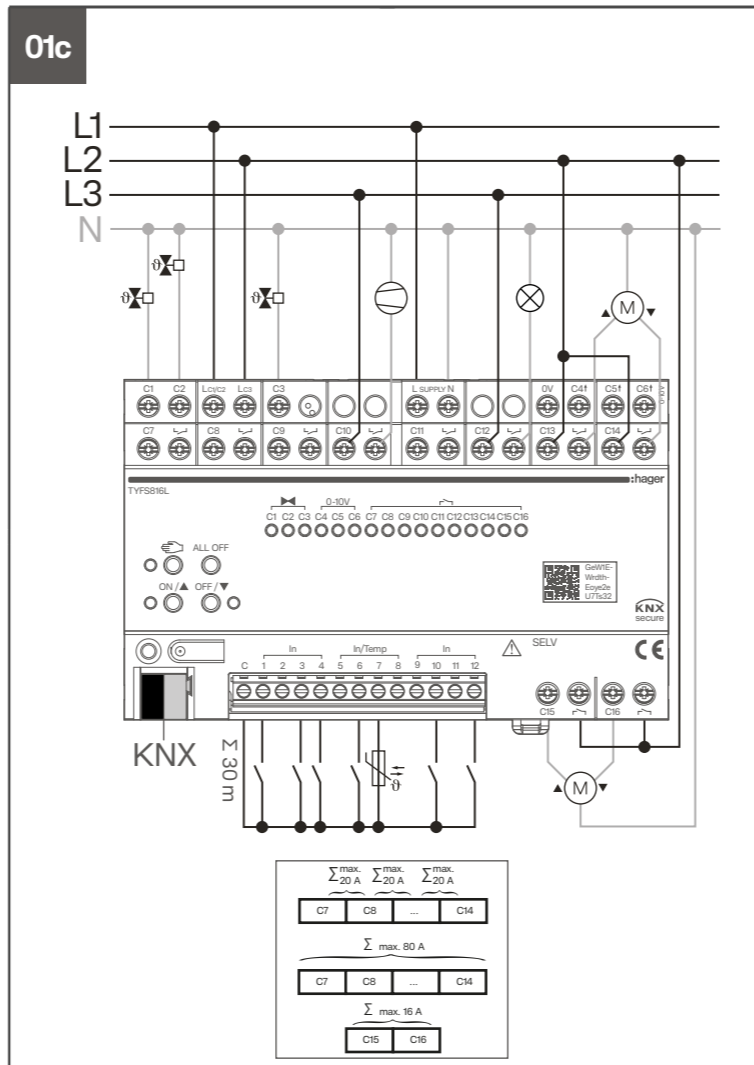 01c
L1
L2
L3
N
C1 C2 LC1/C2 LC3 C3 L SUPPLY N 0V C4↑ C5↑ C6↑
C7 C8 C9 C10 C11 C12 C13 C14
TYFS816L :hager
0-10V
C1 C2 C3 C4 C5 C6 C7 C8 C9 C10 C11 C12 C13 C14 C15 C16
ALL OFF
ON /▲ OFF/▼
GeW1E-
Wrdth-
Eoye2e
U7Ts32
KNX
secure
In In/Temp In SELV CE
C 1 2 3 4 5 6 7 8 9 10 11 12
C15 C16
KNX
Σ 30 m
ϑ
ϑ
ϑ
▲ M ▼
ϑ
▲ M ▼
Σ max. 20 A Σ max. 20 A Σ max. 20 A
C7 C8 ... C14
Σ max. 80 A
C7 C8 ... C14
Σ max. 16 A
C15 C16